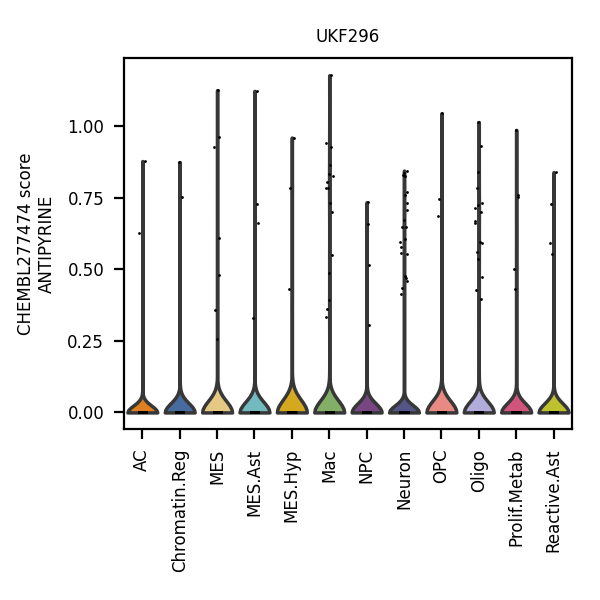 UKF296
CHEMBL277474 score
ANTIPYRINE
1.00
0.75
0.50
0.25
0.00
AC
Chromatin.Reg
MES
MES.Ast
MES.Hyp
Mac
NPC
Neuron
OPC
Oligo
Prolif.Metab
Reactive.Ast